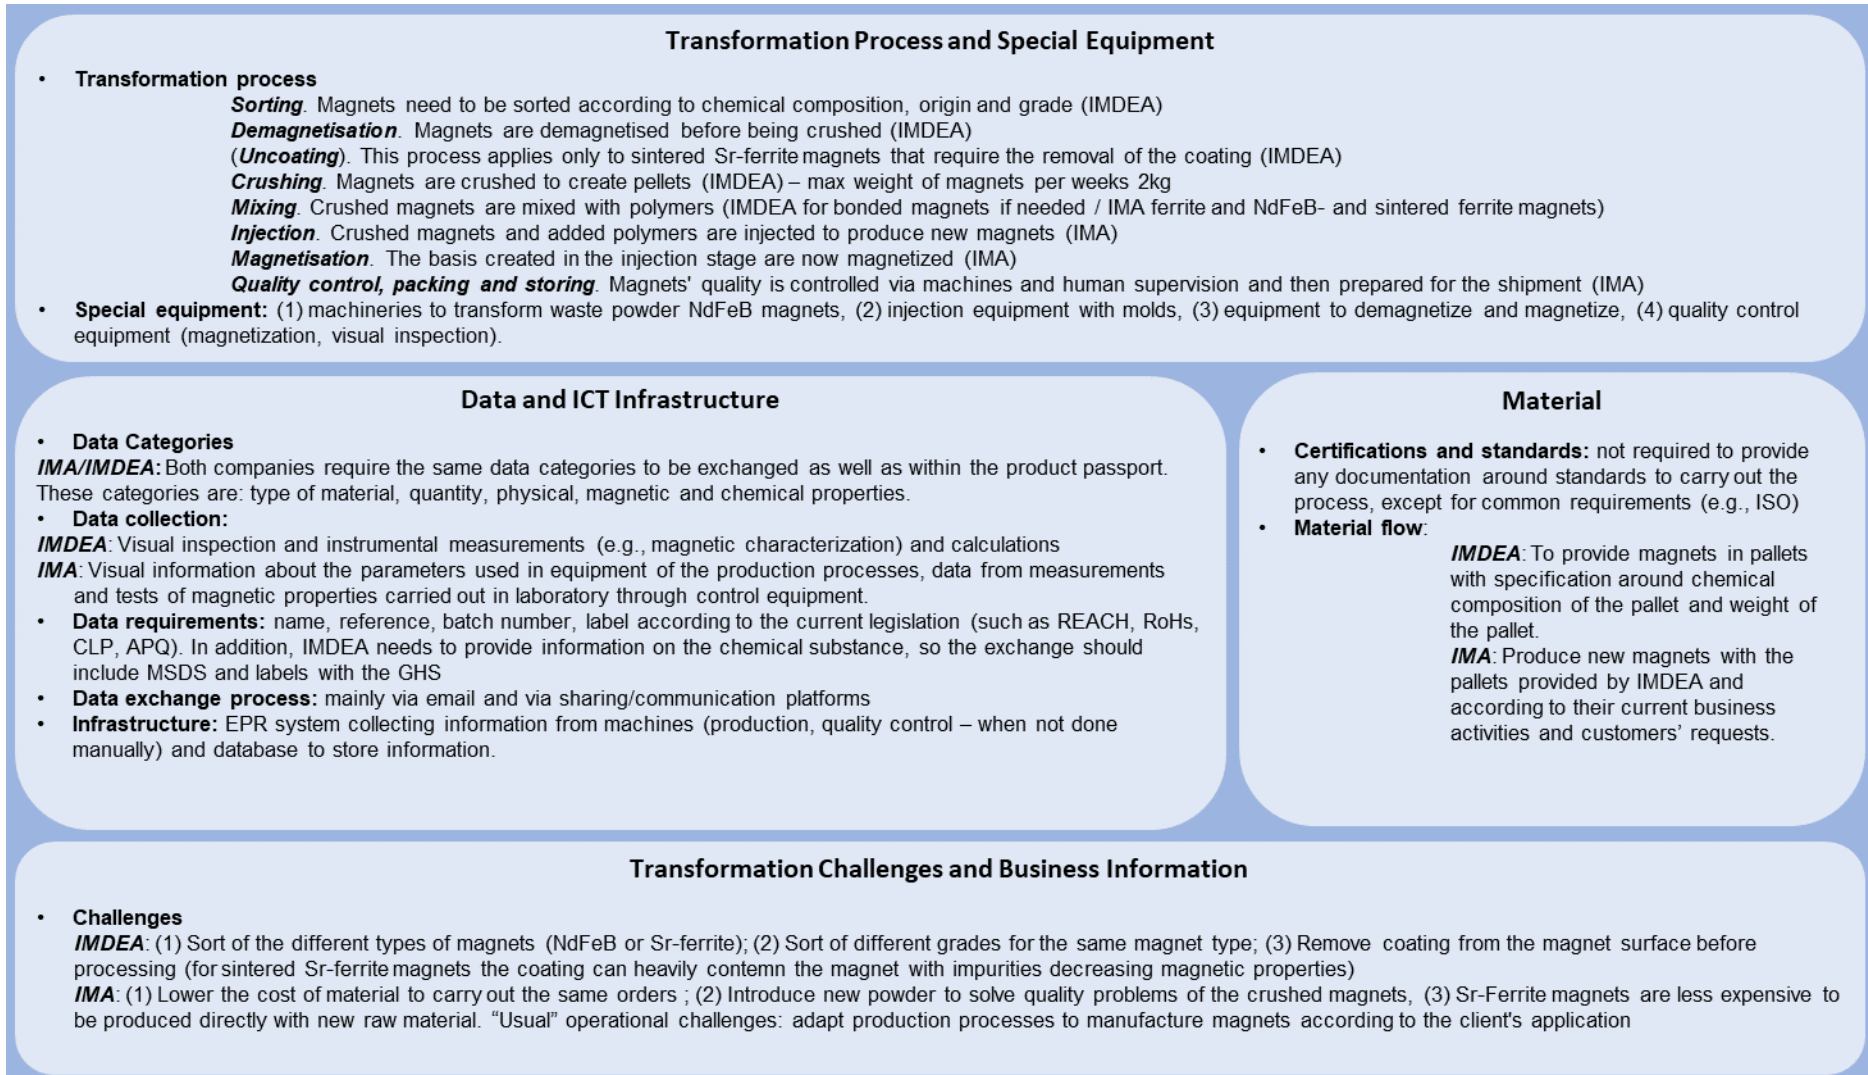 Transformation Process and Special Equipment
• Transformation process
Sorting. Magnets need to be sorted according to chemical composition, origin and grade (IMDEA)
Demagnetisation. Magnets are demagnetised before being crushed (IMDEA)
(Uncoating). This process applies only to sintered Sr-ferrite magnets that require the removal of the coating (IMDEA)
Crushing. Magnets are crushed to create pellets (IMDEA) – max weight of magnets per weeks 2kg
Mixing. Crushed magnets are mixed with polymers (IMDEA for bonded magnets if needed / IMA ferrite and NdFeB- and sintered ferrite magnets)
Injection. Crushed magnets and added polymers are injected to produce new magnets (IMA)
Magnetisation. The basis created in the injection stage are now magnetized (IMA)
Quality control, packing and storing. Magnets' quality is controlled via machines and human supervision and then prepared for the shipment (IMA)
• Special equipment: (1) machineries to transform waste powder NdFeB magnets, (2) injection equipment with molds, (3) equipment to demagnetize and magnetize, (4) quality control
equipment (magnetization, visual inspection).
Data and ICT Infrastructure
• Data Categories
IMA/IMDEA: Both companies require the same data categories to be exchanged as well as within the product passport.
These categories are: type of material, quantity, physical, magnetic and chemical properties.
• Data collection:
IMDEA: Visual inspection and instrumental measurements (e.g., magnetic characterization) and calculations
IMA: Visual information about the parameters used in equipment of the production processes, data from measurements
and tests of magnetic properties carried out in laboratory through control equipment.
• Data requirements: name, reference, batch number, label according to the current legislation (such as REACH, RoHs,
CLP, APQ). In addition, IMDEA needs to provide information on the chemical substance, so the exchange should
include MSDS and labels with the GHS
• Data exchange process: mainly via email and via sharing/communication platforms
• Infrastructure: EPR system collecting information from machines (production, quality control – when not done
manually) and database to store information.
Material
• Certifications and standards: not required to provide
any documentation around standards to carry out the
process, except for common requirements (e.g., ISO)
• Material flow:
IMDEA: To provide magnets in pallets
with specification around chemical
composition of the pallet and weight of
the pallet.
IMA: Produce new magnets with the
pallets provided by IMDEA and
according to their current business
activities and customers’ requests.
Transformation Challenges and Business Information
• Challenges
IMDEA: (1) Sort of the different types of magnets (NdFeB or Sr-ferrite); (2) Sort of different grades for the same magnet type; (3) Remove coating from the magnet surface before
processing (for sintered Sr-ferrite magnets the coating can heavily contemn the magnet with impurities decreasing magnetic properties)
IMA: (1) Lower the cost of material to carry out the same orders ; (2) Introduce new powder to solve quality problems of the crushed magnets, (3) Sr-Ferrite magnets are less expensive to
be produced directly with new raw material. “Usual” operational challenges: adapt production processes to manufacture magnets according to the client's application